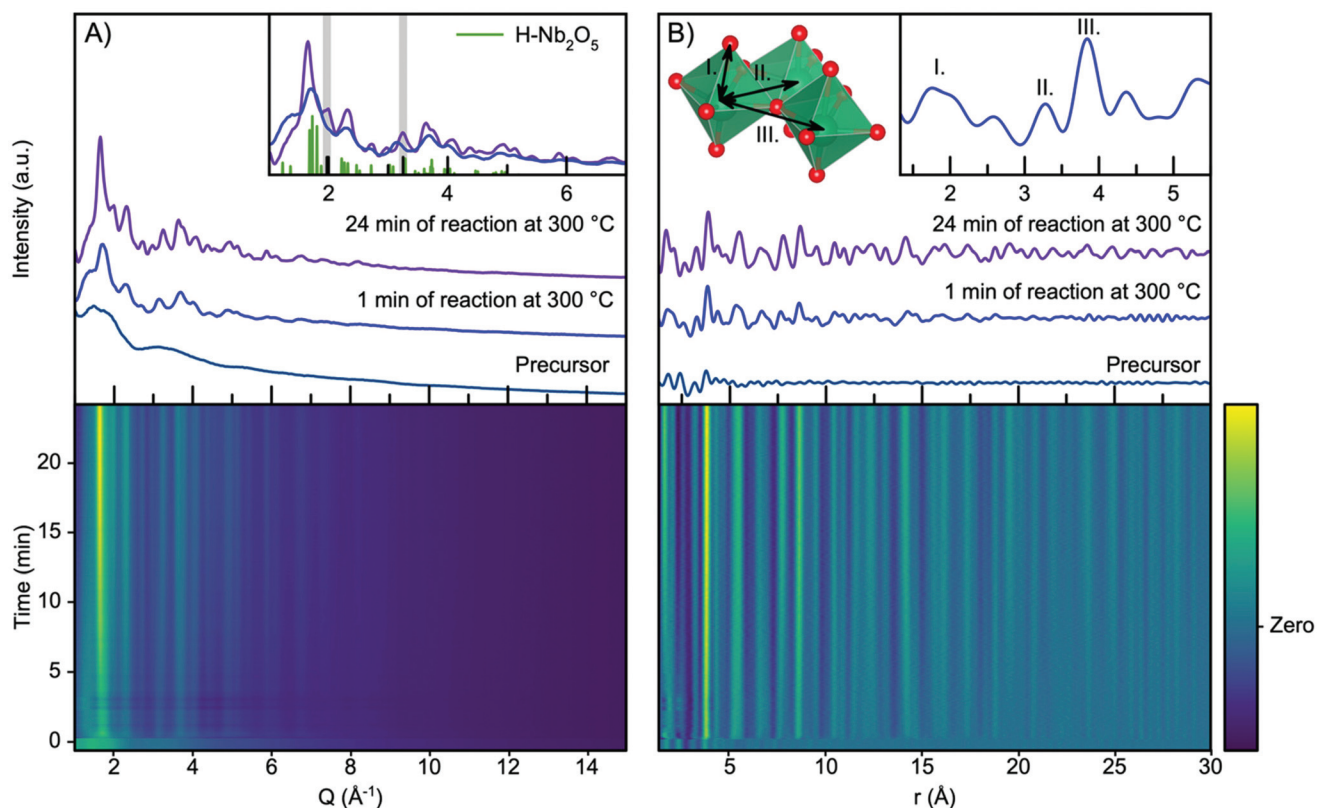 A)
H-Nb2O5
2
4
6
24 min of reaction at 300 °C
1 min of reaction at 300 °C
Precursor
Intensity (a.u.)
20
15
10
5
0
Time (min)
2
4
6
8
10
12
14
Q (Å-1)
B)
I.
II.
III.
I.
II.
III.
2
3
4
5
24 min of reaction at 300 °C
1 min of reaction at 300 °C
Precursor
5
10
15
20
25
30
r (Å)
Zero